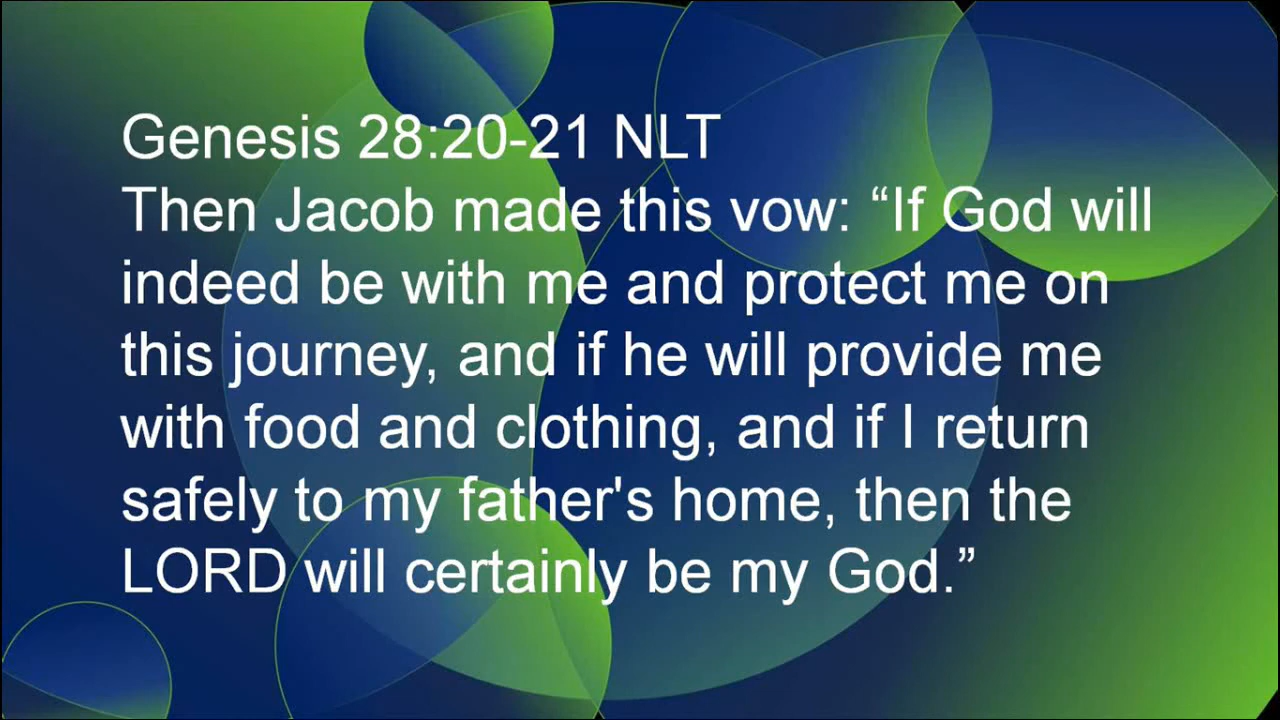 Genesis 28:20-21 NLT
Then Jacob made this vow: “If God will
indeed be with me and protect me on
this journey, and if he will provide me
with food and clothing, and if I return
safely to my father's home, then the
LORD will certainly be my God.”